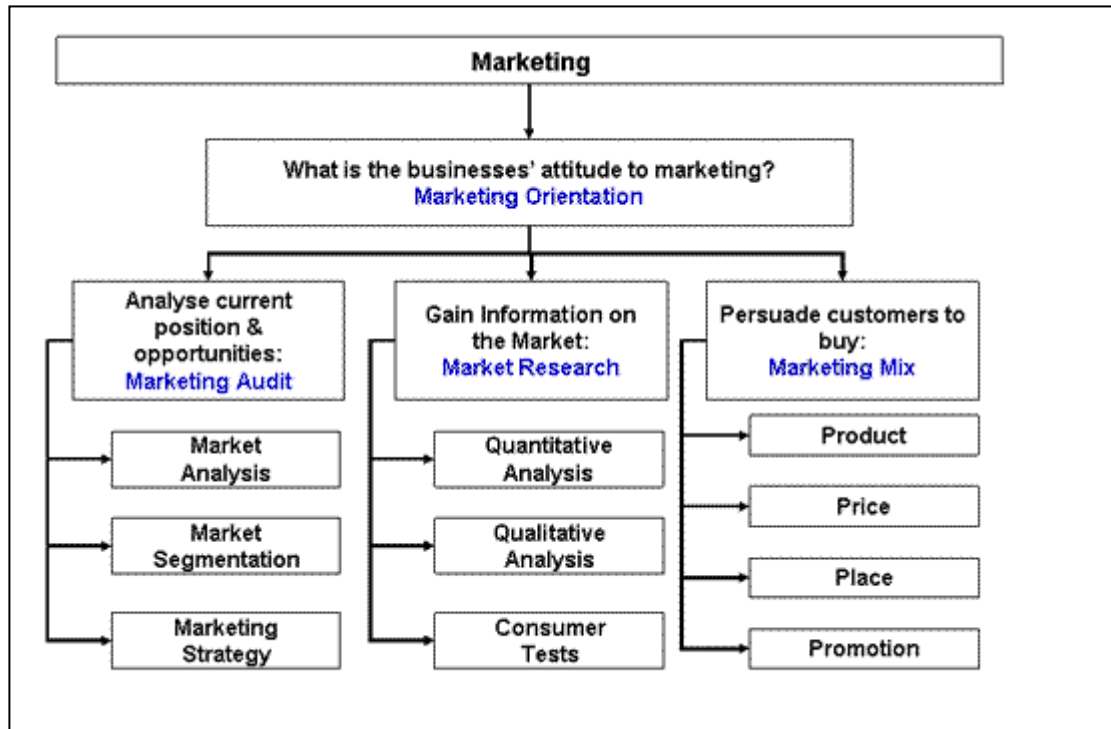 Marketing
What is the businesses' attitude to marketing?
Marketing Orientation
Analyse current
position &
opportunities:
Marketing Audit
Market
Analysis
Market
Segmentation
Marketing
Strategy
Gain Information on
the Market:
Market Research
Quantitative
Analysis
Qualitative
Analysis
Consumer
Tests
Persuade customers to
buy:
Marketing Mix
Product
Price
Place
Promotion